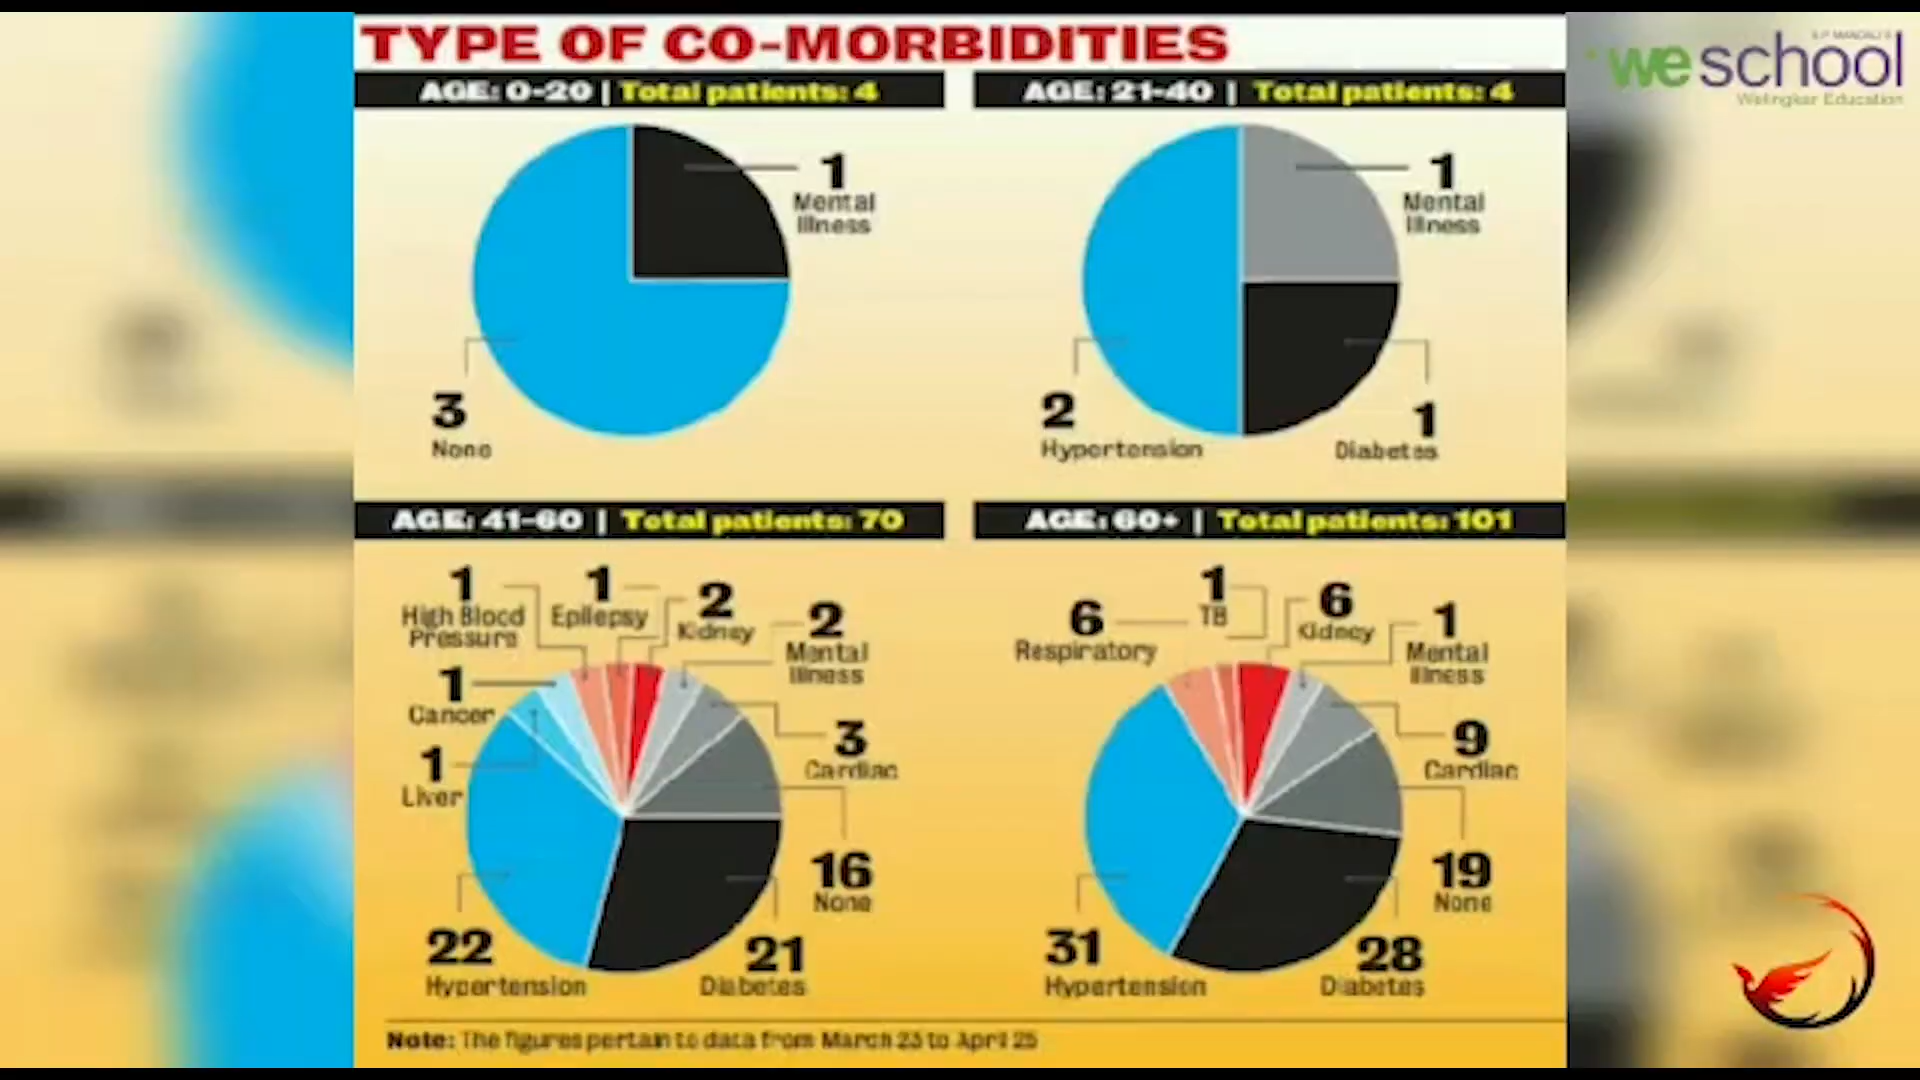 TYPE OF CO-MORBIDITIES
S P MANDALI'S
weschool
Welingkar Education
AGE: 0-20 | Total patients: 4
1
Mental
Illness
3
None
AGE: 21-40 | Total patients: 4
1
Mental
Illness
2
Hypertension
1
Diabetes
AGE: 41-60 | Total patients: 70
1
High Blood
Pressure
1
Epilepsy
2
Kidney
2
Mental
Illness
1
Cancer
3
Cardiac
1
Liver
16
None
22
Hypertension
21
Diabetes
AGE: 60+ | Total patients: 101
6
Respiratory
1
TB
6
Kidney
1
Mental
Illness
9
Cardiac
19
None
31
Hypertension
28
Diabetes
Note: The figures pertain to data from March 23 to April 25